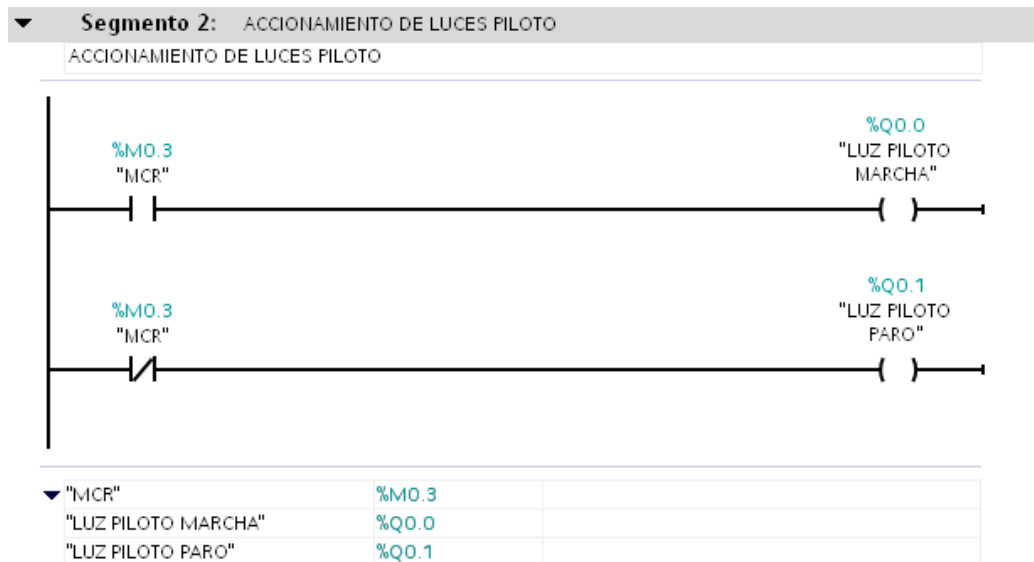 Segmento 2: ACCIONAMIENTO DE LUCES PILOTO
ACCIONAMIENTO DE LUCES PILOTO
%M0.3
"MCR"
%Q0.0
"LUZ PILOTO
MARCHA"
%M0.3
"MCR"
%Q0.1
"LUZ PILOTO
PARO"
"MCR" %M0.3
"LUZ PILOTO MARCHA" %Q0.0
"LUZ PILOTO PARO" %Q0.1